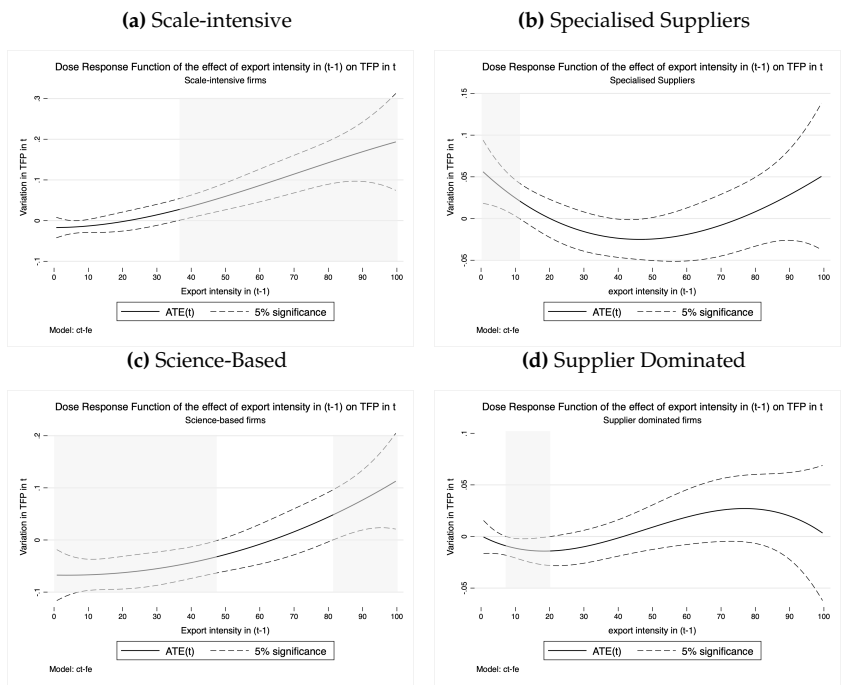 (a) Scale-intensive
Dose Response Function of the effect of export intensity in (t-1) on TFP in t
Scale-intensive firms
Variation in TFP in t
.3
.2
.1
0
-.1
0 10 20 30 40 50 60 70 80 90 100
Export intensity in (t-1)
ATE(t) 5% significance
Model: ct-fe
(b) Specialised Suppliers
Dose Response Function of the effect of export intensity in (t-1) on TFP in t
Specialised Suppliers
Variation in TFP in t
.15
.1
.05
0
-.05
0 10 20 30 40 50 60 70 80 90 100
export intensity in (t-1)
ATE(t) 5% significance
Model: ct-fe
(c) Science-Based
Dose Response Function of the effect of export intensity in (t-1) on TFP in t
Science-based firms
Variation in TFP in t
.2
.1
0
-.1
0 10 20 30 40 50 60 70 80 90 100
Export intensity in (t-1)
ATE(t) 5% significance
Model: ct-fe
(d) Supplier Dominated
Dose Response Function of the effect of export intensity in (t-1) on TFP in t
Supplier dominated firms
Variation in TFP in t
.1
.05
0
-.05
0 10 20 30 40 50 60 70 80 90 100
export intensity in (t-1)
ATE(t) 5% significance
Model: ct-fe